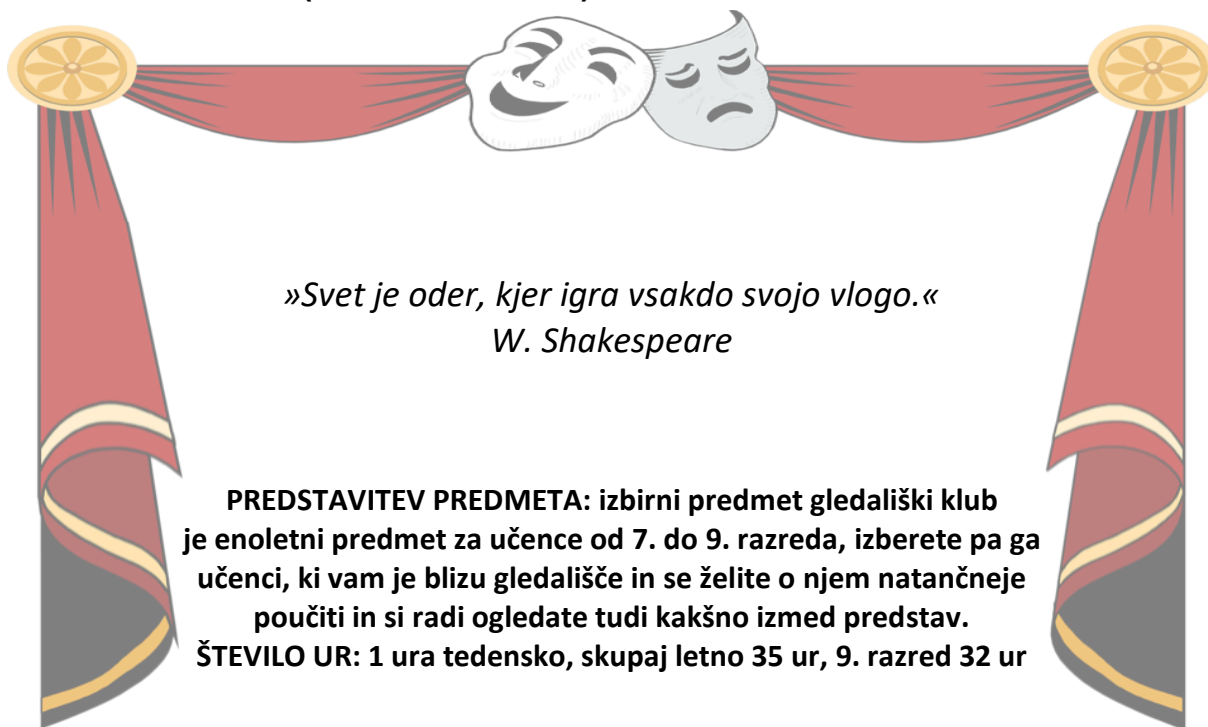 »Svet je oder, kjer igra vsakdo svojo vlogo.«
W. Shakespeare
PREDSTAVITEV PREDMETA: izbirni predmet gledališki klub
je enoletni predmet za učence od 7. do 9. razreda, izberete pa ga
učenci, ki vam je blizu gledališče in se želite o njem natančneje
poučiti in si radi ogledate tudi kakšno izmed predstav.
ŠTEVILO UR: 1 ura tedensko, skupaj letno 35 ur, 9. razred 32 ur